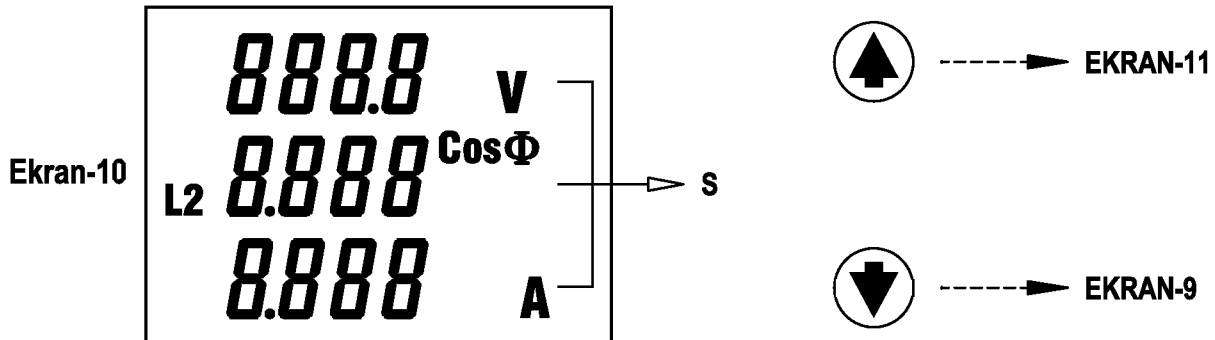 888.8 V
EKRAN-11
CosΦ
Ekran-10
L2 8.888
S
8.888 A
EKRAN-9